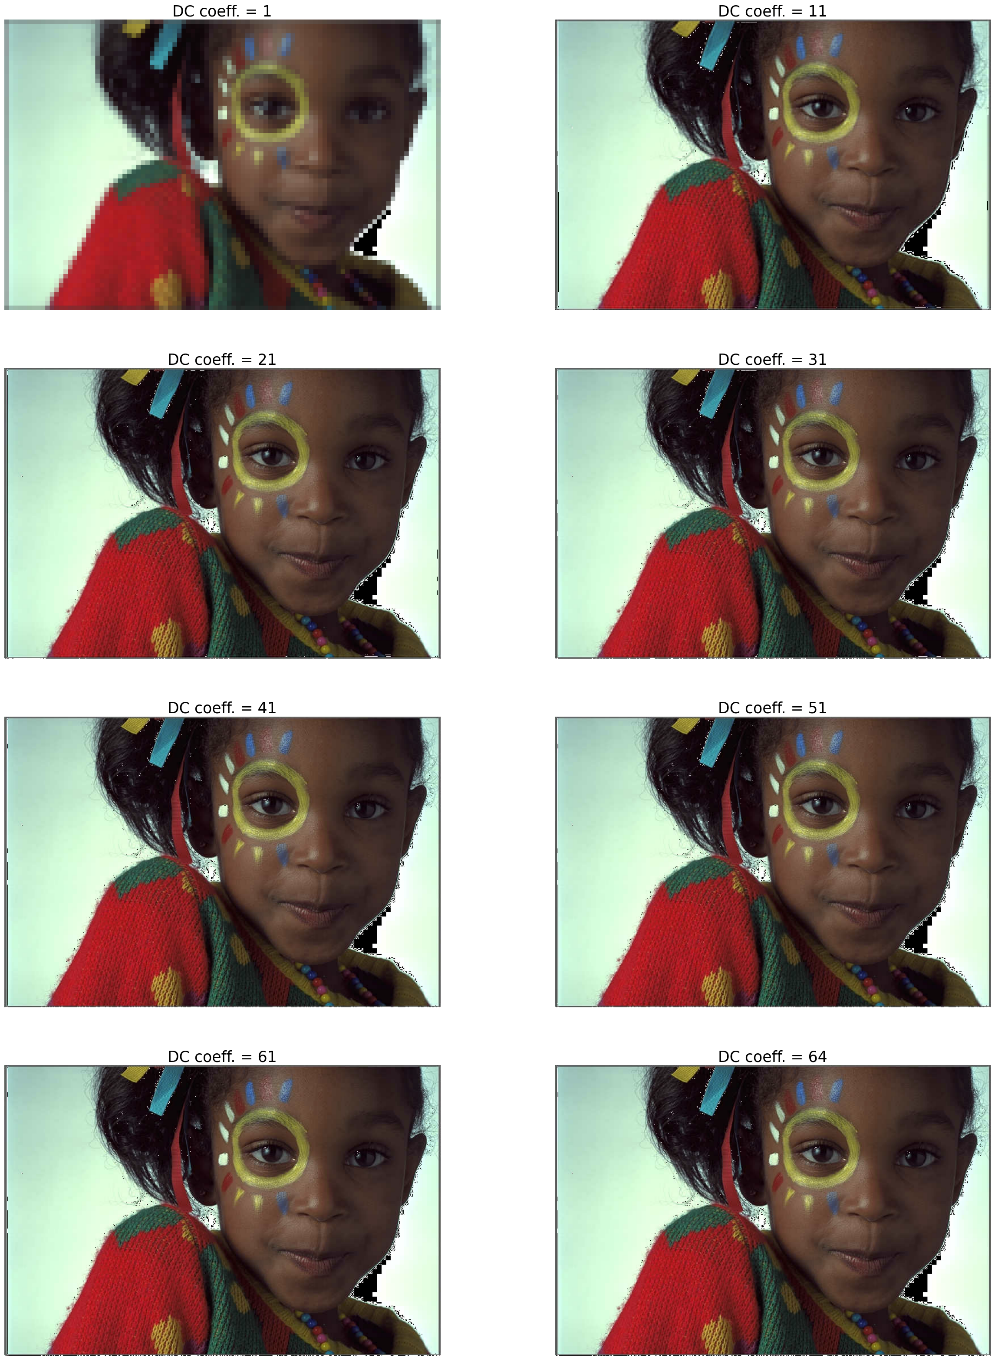 DC coeff. = 1
DC coeff. = 11
DC coeff. = 21
DC coeff. = 31
DC coeff. = 41
DC coeff. = 51
DC coeff. = 61
DC coeff. = 64